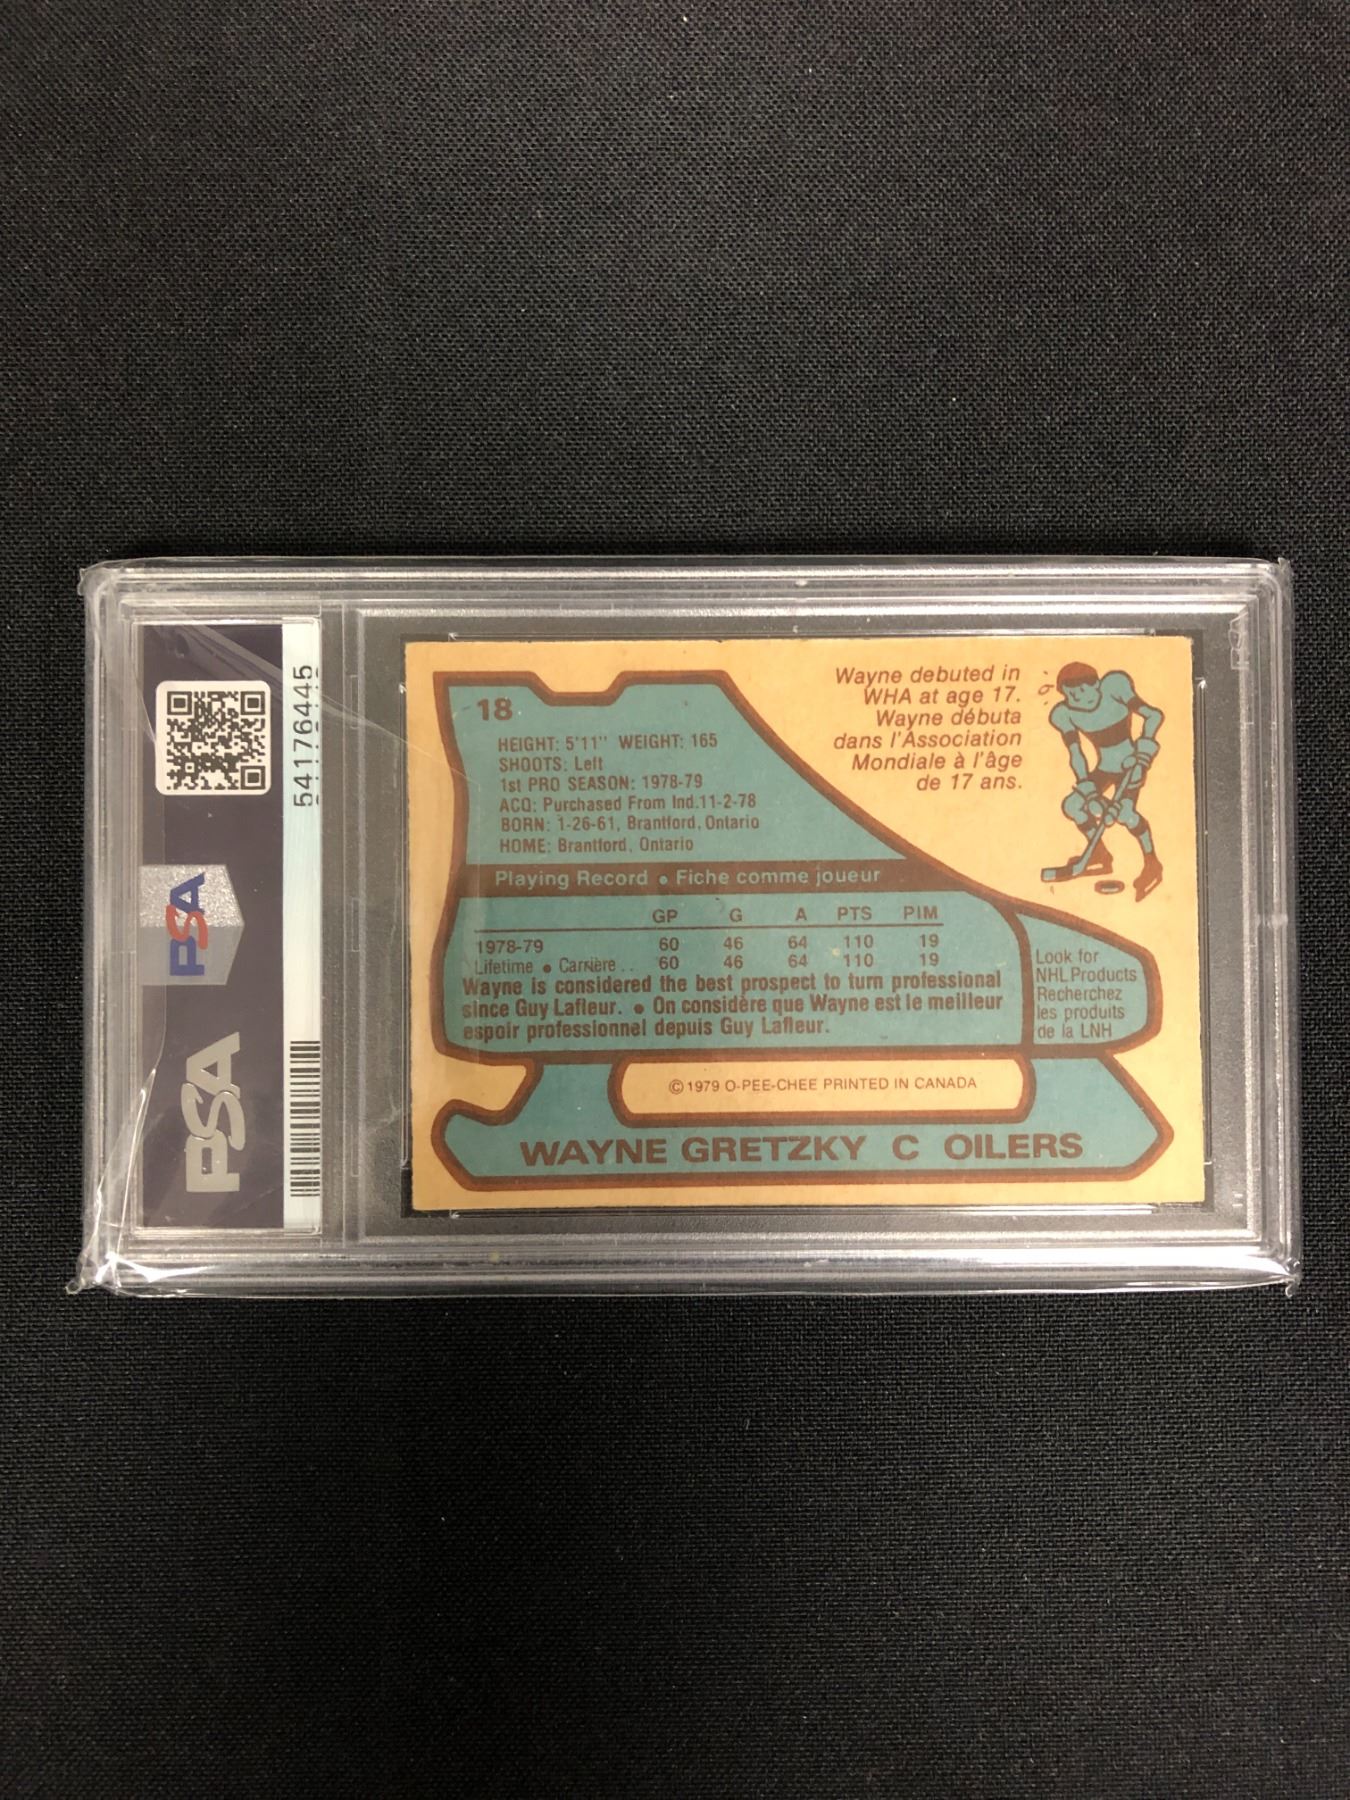 54176445
PSA
PSA
18
HEIGHT: 5'11" WEIGHT: 165
SHOOTS: Left
1st PRO SEASON: 1978-79
ACQ: Purchased From Ind.11-2-78
BORN: 1-26-61, Brantford, Ontario
HOME: Brantford, Ontario
Wayne debuted in
WHA at age 17.
Wayne débuta
dans l'Association
Mondiale à l'âge
de 17 ans.
Playing Record • Fiche comme joueur
GP G A PTS PIM
1978-79 60 46 64 110 19
Lifetime • Carrière .. 60 46 64 110 19
Wayne is considered the best prospect to turn professional
since Guy Lafleur. • On considère que Wayne est le meilleur
espoir professionnel depuis Guy Lafleur.
Look for
NHL Products
Recherchez
les produits
de la LNH
© 1979 O-PEE-CHEE PRINTED IN CANADA
WAYNE GRETZKY C OILERS
PSA